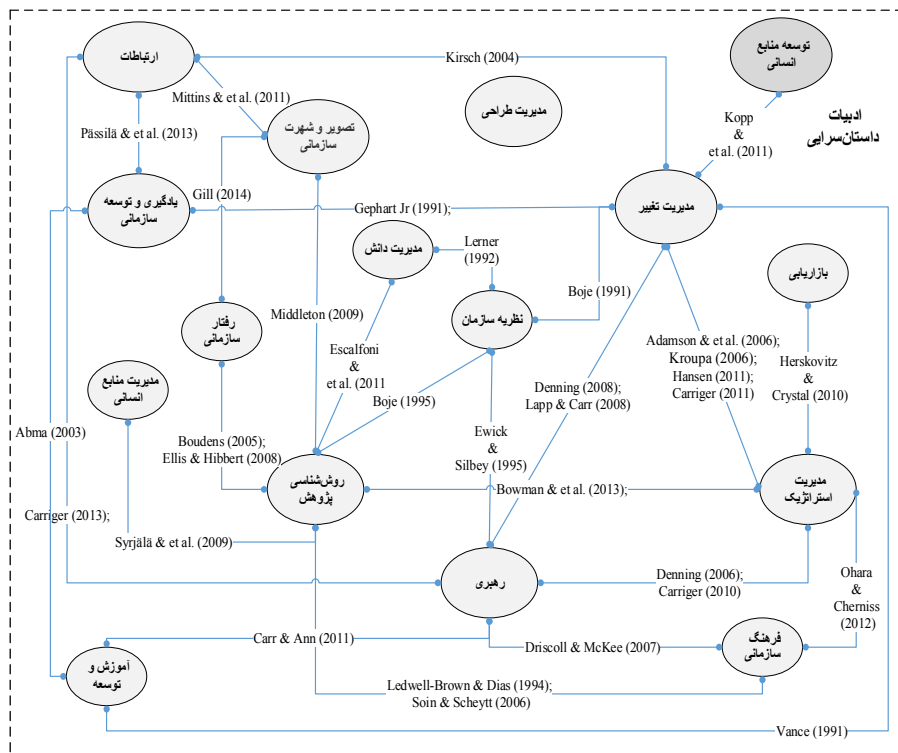 ارتباطات
Kirsch (2004)
توسعه منابع
انسانی
Mittins & et al. (2011)
مدیریت طراحی
Kopp
&
et al. (2011)
ادبیات
داستان‌سرایی
Pässilä & et al. (2013)
تصویر و شهرت
سازمانی
یادگیری و توسعه
سازمانی
Gill (2014)
Gephart Jr (1991);
مدیریت تغییر
مدیریت دانش
Lerner
(1992)
Boje (1991)
بازاریابی
Middleton (2009)
نظریه سازمان
رفتار
سازمانی
Escalfoni
&
et al. (2011
Adamson & et al. (2006);
Kroupa (2006);
Hansen (2011);
Carriger
(2011)
Herskovitz
&
Crystal (2010)
مدیریت منابع
انسانی
Boje (1995)
Denning (2008);
Lapp & Carr (2008)
Abma (2003)
Boudens (2005);
Ellis & Hibbert (2008)
Ewick
&
Silbey (1995)
روش‌شناسی
پژوهش
Bowman & et al. (2013);
مدیریت
استراتژیک
Carriger (2013);
Syrjälä & et al. (2009)
رهبری
Denning (2006);
Carriger (2010)
Ohara
&
Cherniss
(2012)
Carr & Ann (2011)
Driscoll & McKee (2007)
فرهنگ
سازمانی
آموزش و
توسعه
Ledwell-Brown & Dias (1994);
Soin & Scheytt (2006)
Vance (1991)